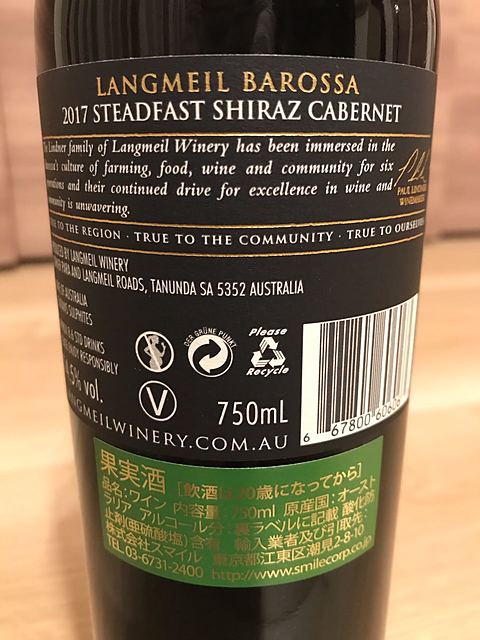 LANGMEIL BAROSSA
2017 STEADFAST SHIRAZ CABERNET
Lindner family of Langmeil Winery has been immersed in the
culture of farming, food, wine and community for six
and their continued drive for excellence in wine and
is unwavering.
PAUL LINDNER
WINEMAKER
TO THE REGION · TRUE TO THE COMMUNITY · TRUE TO OURSELVES
BY LANGMEIL WINERY
PARA AND LANGMEIL ROADS, TANUNDA SA 5352 AUSTRALIA
OF AUSTRALIA
SULPHITES
STD DRINKS
RESPONSIBLY
5% vol.
DER GRÜNE PUNKT
Please
Recycle
V
750mL
LANGMEILWINERY.COM.AU
6 67800 60606
果実酒 [飲酒は20歳になってから]
品名:ワイン 内容量:750ml 原産国:オースト
ラリア アルコール分:裏ラベルに記載 酸化防
止剤(亜硫酸塩)含有 輸入業者及び引取先:
株式会社スマイル 東京都江東区潮見2-8-10
TEL 03-6731-2400 http://www.smilecorp.co.jp